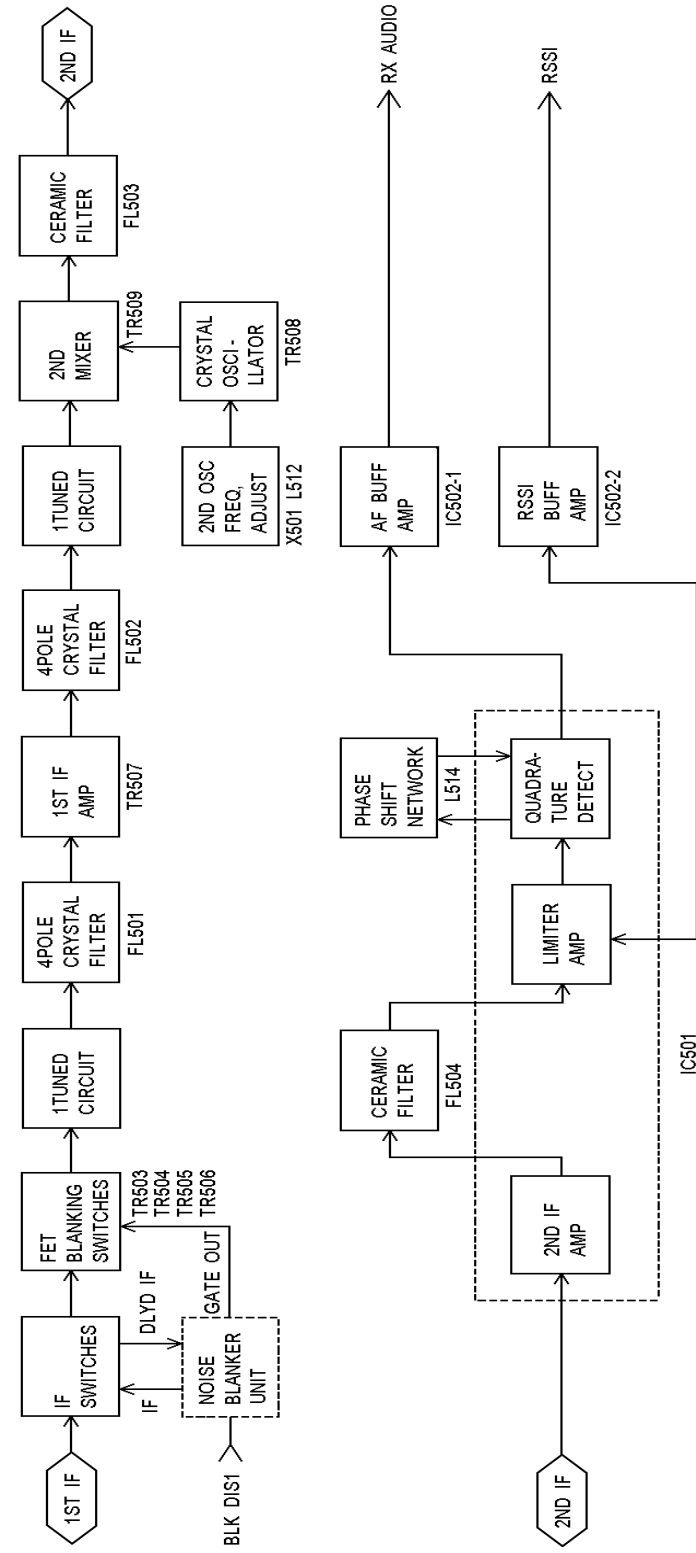 1ST IF
IF
SWITCHES
FET
BLANKING
SWITCHES
TR503
TR504
TR505
TR506
1TUNED
CIRCUIT
4POLE
CRYSTAL
FILTER
FL501
1ST IF
AMP
TR507
4POLE
CRYSTAL
FILTER
FL502
1TUNED
CIRCUIT
2ND
MIXER
TR509
CERAMIC
FILTER
FL503
2ND IF
IF
DLYD IF
GATE OUT
NOISE
BLANKER
UNIT
BLK DIS1
2ND OSC
FREQ,
ADJUST
X501 L512
CRYSTAL
OSCI-
LLATOR
TR508
2ND IF
2ND IF
AMP
CERAMIC
FILTER
FL504
LIMITER
AMP
PHASE
SHIFT
NETWORK
L514
QUADRA-
TURE
DETECT
IC501
AF BUFF
AMP
IC502-1
RX AUDIO
RSSI
BUFF
AMP
IC502-2
RSSI